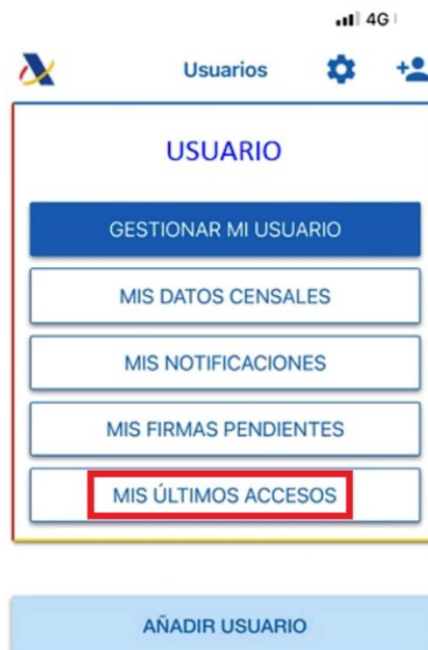 4G
Usuarios
USUARIO
GESTIONAR MI USUARIO
MIS DATOS CENSALES
MIS NOTIFICACIONES
MIS FIRMAS PENDIENTES
MIS ÚLTIMOS ACCESOS
AÑADIR USUARIO